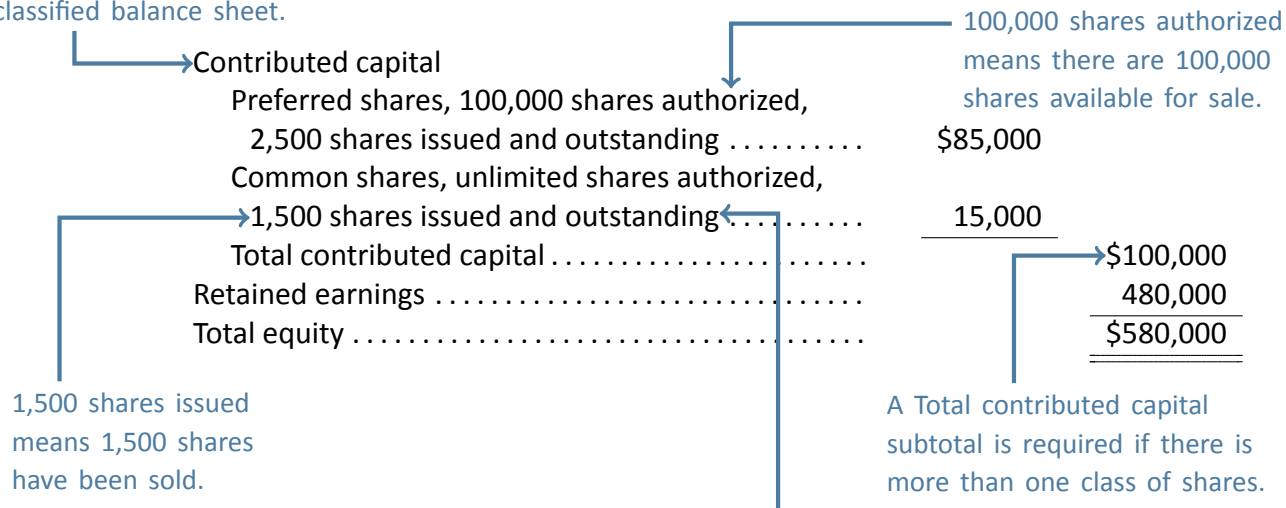 classified balance sheet.
100,000 shares authorized
means there are 100,000
shares available for sale.
Contributed capital
Preferred shares, 100,000 shares authorized,
2,500 shares issued and outstanding .......... $85,000
Common shares, unlimited shares authorized,
1,500 shares issued and outstanding .......... 15,000
Total contributed capital ....................... $100,000
Retained earnings ............................... 480,000
Total equity ..................................... $580,000
1,500 shares issued
means 1,500 shares
have been sold.
A Total contributed capital
subtotal is required if there is
more than one class of shares.